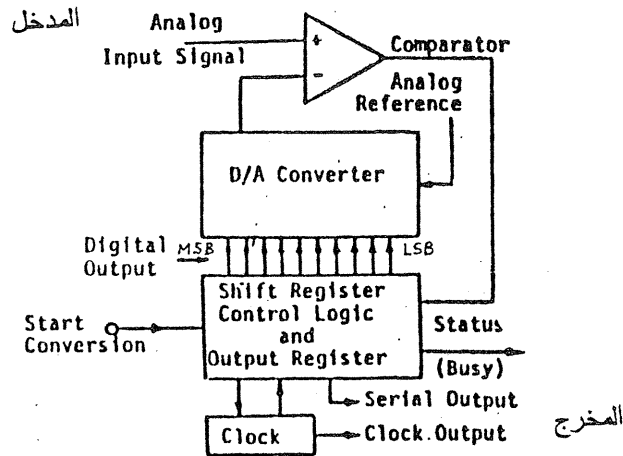 المدخل
Analog
Input Signal
+
-
Comparator
Analog
Reference
D/A Converter
Digital
Output
MSB
LSB
Shift Register
Control Logic
and
Output Register
Start
Conversion
Status
(Busy)
Serial Output
Clock
Clock.Output
المخرج